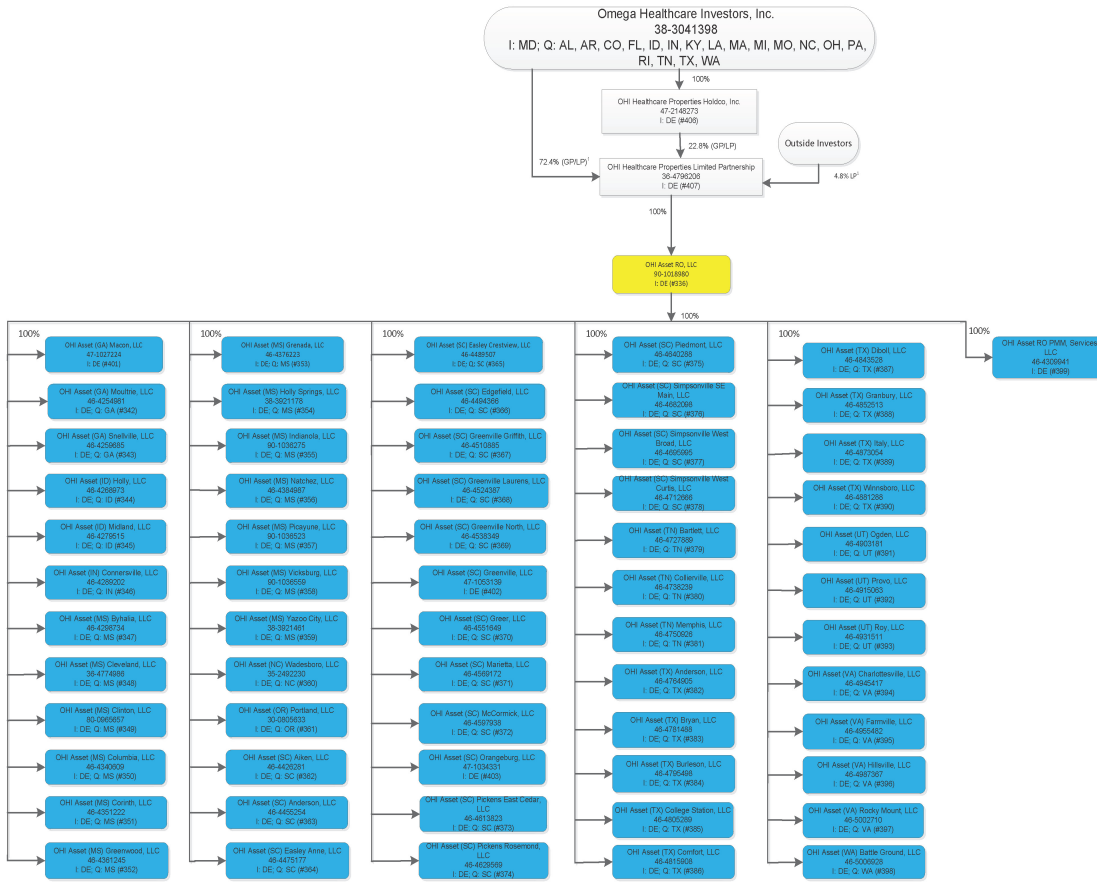 Omega Healthcare Investors, Inc.
38-3041398
I: MD; Q: AL, AR, CO, FL, ID, IN, KY, LA, MA, MI, MO, NC, OH, PA,
RI, TN, TX, WA
100%
OHI Healthcare Properties Holdco, Inc.
47-2148273
I: DE (#406)
72.4% (GP/LP)¹
22.8% (GP/LP)
Outside Investors
4.8% LP²
OHI Healthcare Properties Limited Partnership
36-4796206
I: DE (#407)
100%
OHI Asset RO, LLC
90-1018980
I: DE (#336)
100%
100%
OHI Asset (GA) Macon, LLC
47-1027224
I: DE (#401)
OHI Asset (GA) Moultrie, LLC
46-4254981
I: DE, Q: GA (#342)
OHI Asset (GA) Snellville, LLC
46-4259685
I: DE, Q: GA (#343)
OHI Asset (ID) Holly, LLC
46-4268973
I: DE; Q: ID (#344)
OHI Asset (ID) Midland, LLC
46-4279515
I: DE; Q: ID (#345)
OHI Asset (IN) Connersville, LLC
46-4289202
I: DE; Q: IN (#346)
OHI Asset (MS) Byhalia, LLC
46-4298734
I: DE; Q: MS (#347)
OHI Asset (MS) Cleveland, LLC
36-4774986
I: DE; Q: MS (#348)
OHI Asset (MS) Clinton, LLC
80-0965657
I: DE; Q: MS (#349)
OHI Asset (MS) Columbia, LLC
46-4340609
I: DE; Q: MS (#350)
OHI Asset (MS) Corinth, LLC
46-4351222
I: DE; Q: MS (#351)
OHI Asset (MS) Greenwood, LLC
46-4361245
I: DE; Q: MS (#352)
100%
OHI Asset (MS) Grenada, LLC
46-4376223
I: DE; Q: MS (#353)
OHI Asset (MS) Holly Springs, LLC
38-3921178
I: DE; Q: MS (#354)
OHI Asset (MS) Indianola, LLC
90-1036275
I: DE; Q: MS (#355)
OHI Asset (MS) Natchez, LLC
46-4384987
I: DE; Q: MS (#356)
OHI Asset (MS) Picayune, LLC
90-1036523
I: DE; Q: MS (#357)
OHI Asset (MS) Vicksburg, LLC
90-1036559
I: DE; Q: MS (#358)
OHI Asset (MS) Yazoo City, LLC
38-3921461
I: DE; Q: MS (#359)
OHI Asset (NC) Wadesboro, LLC
35-2492230
I: DE; Q: NC (#360)
OHI Asset (OR) Portland, LLC
30-0805633
I: DE; Q: OR (#361)
OHI Asset (SC) Aiken, LLC
46-4426281
I: DE; Q: SC (#362)
OHI Asset (SC) Anderson, LLC
46-4455254
I: DE; Q: SC (#363)
OHI Asset (SC) Easley Anne, LLC
46-4475177
I: DE; Q: SC (#364)
100%
OHI Asset (SC) Easley Crestview, LLC
46-4489507
I: DE; Q: SC (#365)
OHI Asset (SC) Edgefield, LLC
46-4494366
I: DE; Q: SC (#366)
OHI Asset (SC) Greenville Griffith, LLC
46-4510885
I: DE; Q: SC (#367)
OHI Asset (SC) Greenville Laurens, LLC
46-4524387
I: DE; Q: SC (#368)
OHI Asset (SC) Greenville North, LLC
46-4538349
I: DE; Q: SC (#369)
OHI Asset (SC) Greenville, LLC
47-1053139
I: DE (#402)
OHI Asset (SC) Greer, LLC
46-4551649
I: DE; Q: SC (#370)
OHI Asset (SC) Marietta, LLC
46-4569172
I: DE; Q: SC (#371)
OHI Asset (SC) McCormick, LLC
46-4597938
I: DE; Q: SC (#372)
OHI Asset (SC) Orangeburg, LLC
47-1034331
I: DE (#403)
OHI Asset (SC) Pickens East Cedar,
LLC
46-4613823
I: DE; Q: SC (#373)
OHI Asset (SC) Pickens Rosemond,
LLC
46-4629569
I: DE; Q: SC (#374)
100%
OHI Asset (SC) Piedmont, LLC
46-4640288
I: DE; Q: SC (#375)
OHI Asset (SC) Simpsonville SE
Main, LLC
46-4682098
I: DE; Q: SC (#376)
OHI Asset (SC) Simpsonville West
Broad, LLC
46-4695995
I: DE; Q: SC (#377)
OHI Asset (SC) Simpsonville West
Curtis, LLC
46-4712666
I: DE; Q: SC (#378)
OHI Asset (TN) Bartlett, LLC
46-4727889
I: DE; Q: TN (#379)
OHI Asset (TN) Collierville, LLC
46-4738239
I: DE; Q: TN (#380)
OHI Asset (TN) Memphis, LLC
46-4750926
I: DE; Q: TN (#381)
OHI Asset (TX) Anderson, LLC
46-4764905
I: DE; Q: TX (#382)
OHI Asset (TX) Bryan, LLC
46-4781488
I: DE; Q: TX (#383)
OHI Asset (TX) Burleson, LLC
46-4795498
I: DE; Q: TX (#384)
OHI Asset (TX) College Station, LLC
46-4805289
I: DE; Q: TX (#385)
OHI Asset (TX) Comfort, LLC
46-4815908
I: DE; Q: TX (#386)
100%
OHI Asset (TX) Diboll, LLC
46-4843528
I: DE; Q: TX (#387)
OHI Asset (TX) Granbury, LLC
46-4852513
I: DE; Q: TX (#388)
OHI Asset (TX) Italy, LLC
46-4873054
I: DE; Q: TX (#389)
OHI Asset (TX) Winnsboro, LLC
46-4881288
I: DE; Q: TX (#390)
OHI Asset (UT) Ogden, LLC
46-4903181
I: DE; Q: UT (#391)
OHI Asset (UT) Provo, LLC
46-4915063
I: DE; Q: UT (#392)
OHI Asset (UT) Roy, LLC
46-4931511
I: DE; Q: UT (#393)
OHI Asset (VA) Charlottesville, LLC
46-4945417
I: DE; Q: VA (#394)
OHI Asset (VA) Farmville, LLC
46-4955482
I: DE; Q: VA (#395)
OHI Asset (VA) Hillsville, LLC
46-4987367
I: DE; Q: VA (#396)
OHI Asset (VA) Rocky Mount, LLC
46-5002710
I: DE; Q: VA (#397)
OHI Asset (WA) Battle Ground, LLC
46-5006928
I: DE; Q: WA (#398)
100%
OHI Asset RO PMM, Services,
LLC
46-4309941
I: DE (#399)